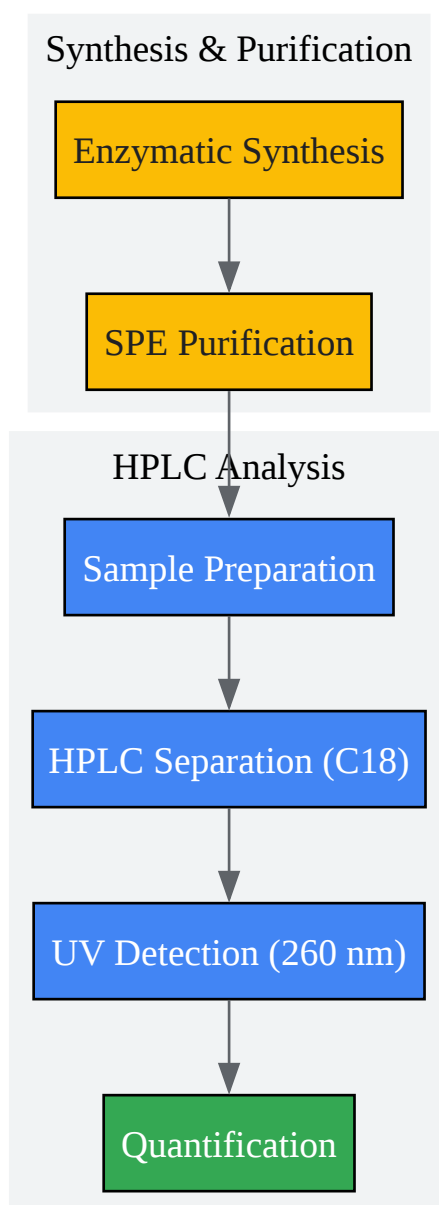 Synthesis & Purification
Enzymatic Synthesis
SPE Purification
HPLC Analysis
Sample Preparation
HPLC Separation (C18)
UV Detection (260 nm)
Quantification